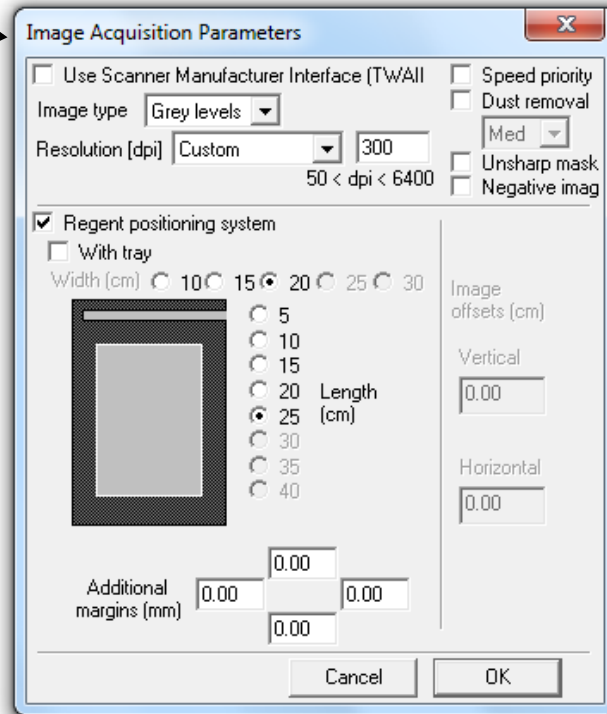 Image Acquisition Parameters
Use Scanner Manufacturer Interface (TWAII
Speed priority
Image type Grey levels
Dust removal
Med
Resolution [dpi] Custom 300
Unsharp mask
50 < dpi < 6400
Negative imag
Regent positioning system
With tray
Width (cm) 10 15 20 25 30
5
10
15
20
25
30
35
40
Length
(cm)
Image
offsets (cm)
Vertical
0.00
Horizontal
0.00
Additional
margins (mm)
0.00
0.00 0.00
0.00
Cancel OK